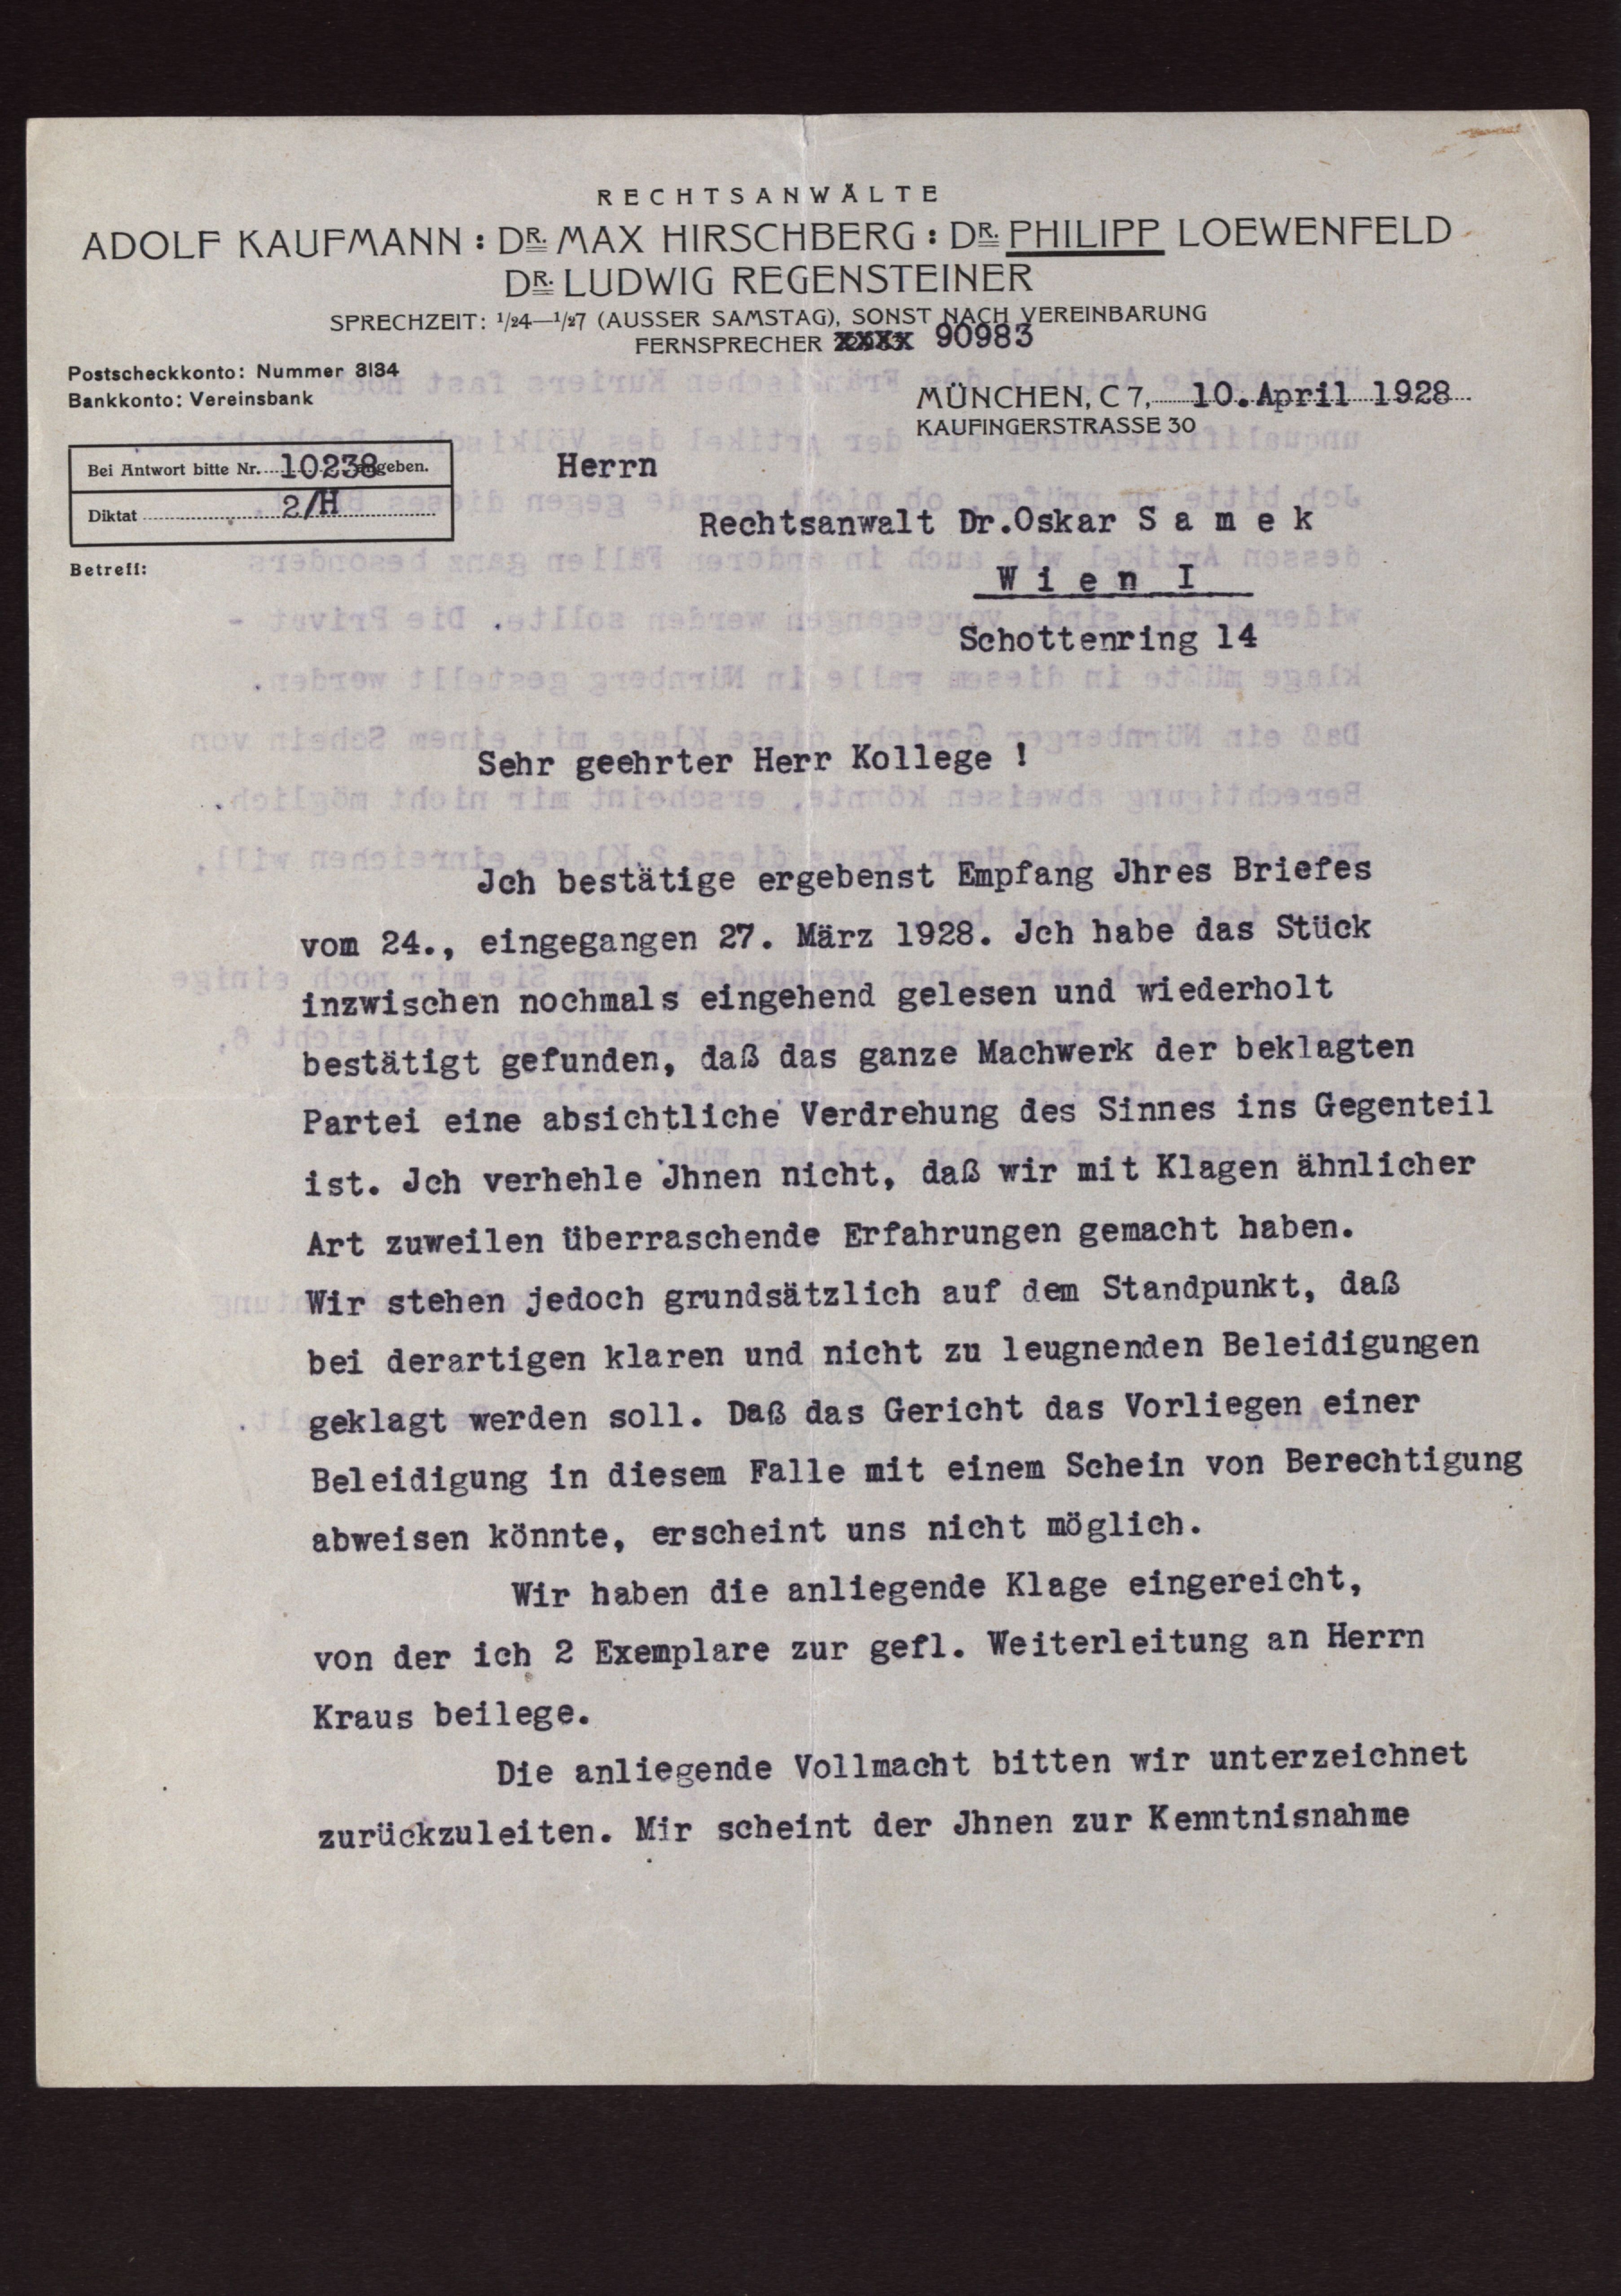 RECHTSANWÄLTE
ADOLF KAUFMANN : DR. MAX HIRSCHBERG : DR. PHILIPP LOEWENFELD
DR. LUDWIG REGENSTEINER
SPRECHZEIT: 1/24—1/27 (AUSSER SAMSTAG), SONST NACH VEREINBARUNG
FERNSPRECHER xxxx 90983
Postscheckkonto: Nummer 3134
Bankkonto: Vereinsbank
MÜNCHEN, C 7, 10. April 1928
KAUFINGERSTRASSE 30
Bei Antwort bitte Nr. 10238 angeben.
Diktat 2/H
Betreff:
Herrn
Rechtsanwalt Dr.Oskar S a m e k
W i e n I
Schottenring 14
Sehr geehrter Herr Kollege !
Jch bestätige ergebenst Empfang Jhres Briefes
vom 24., eingegangen 27. März 1928. Jch habe das Stück
inzwischen nochmals eingehend gelesen und wiederholt
bestätigt gefunden, daß das ganze Machwerk der beklagten
Partei eine absichtliche Verdrehung des Sinnes ins Gegenteil
ist. Jch verhehle Jhnen nicht, daß wir mit Klagen ähnlicher
Art zuweilen überraschende Erfahrungen gemacht haben.
Wir stehen jedoch grundsätzlich auf dem Standpunkt, daß
bei derartigen klaren und nicht zu leugnenden Beleidigungen
geklagt werden soll. Daß das Gericht das Vorliegen einer
Beleidigung in diesem Falle mit einem Schein von Berechtigung
abweisen könnte, erscheint uns nicht möglich.
Wir haben die anliegende Klage eingereicht,
von der ich 2 Exemplare zur gefl. Weiterleitung an Herrn
Kraus beilege.
Die anliegende Vollmacht bitten wir unterzeichnet
zurückzuleiten. Mir scheint der Jhnen zur Kenntnisnahme